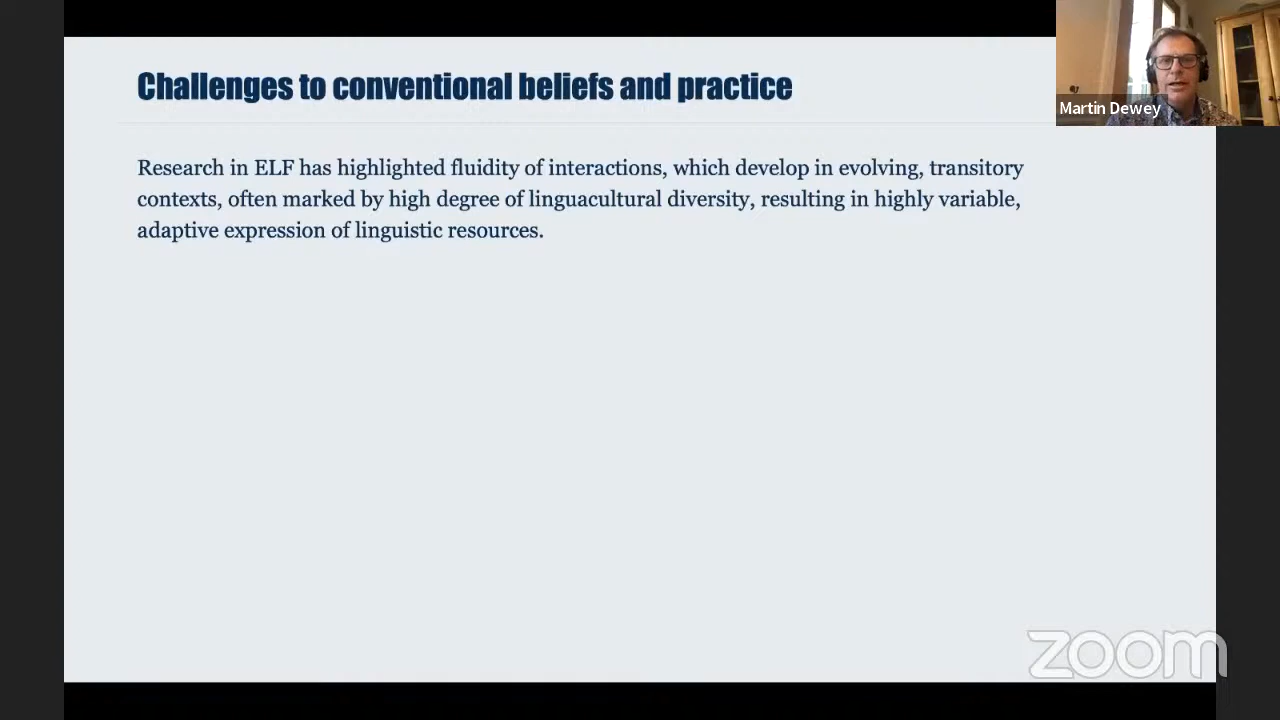 Challenges to conventional beliefs and practice
Martin Dewey
Research in ELF has highlighted fluidity of interactions, which develop in evolving, transitory
contexts, often marked by high degree of linguacultural diversity, resulting in highly variable,
adaptive expression of linguistic resources.
zoom